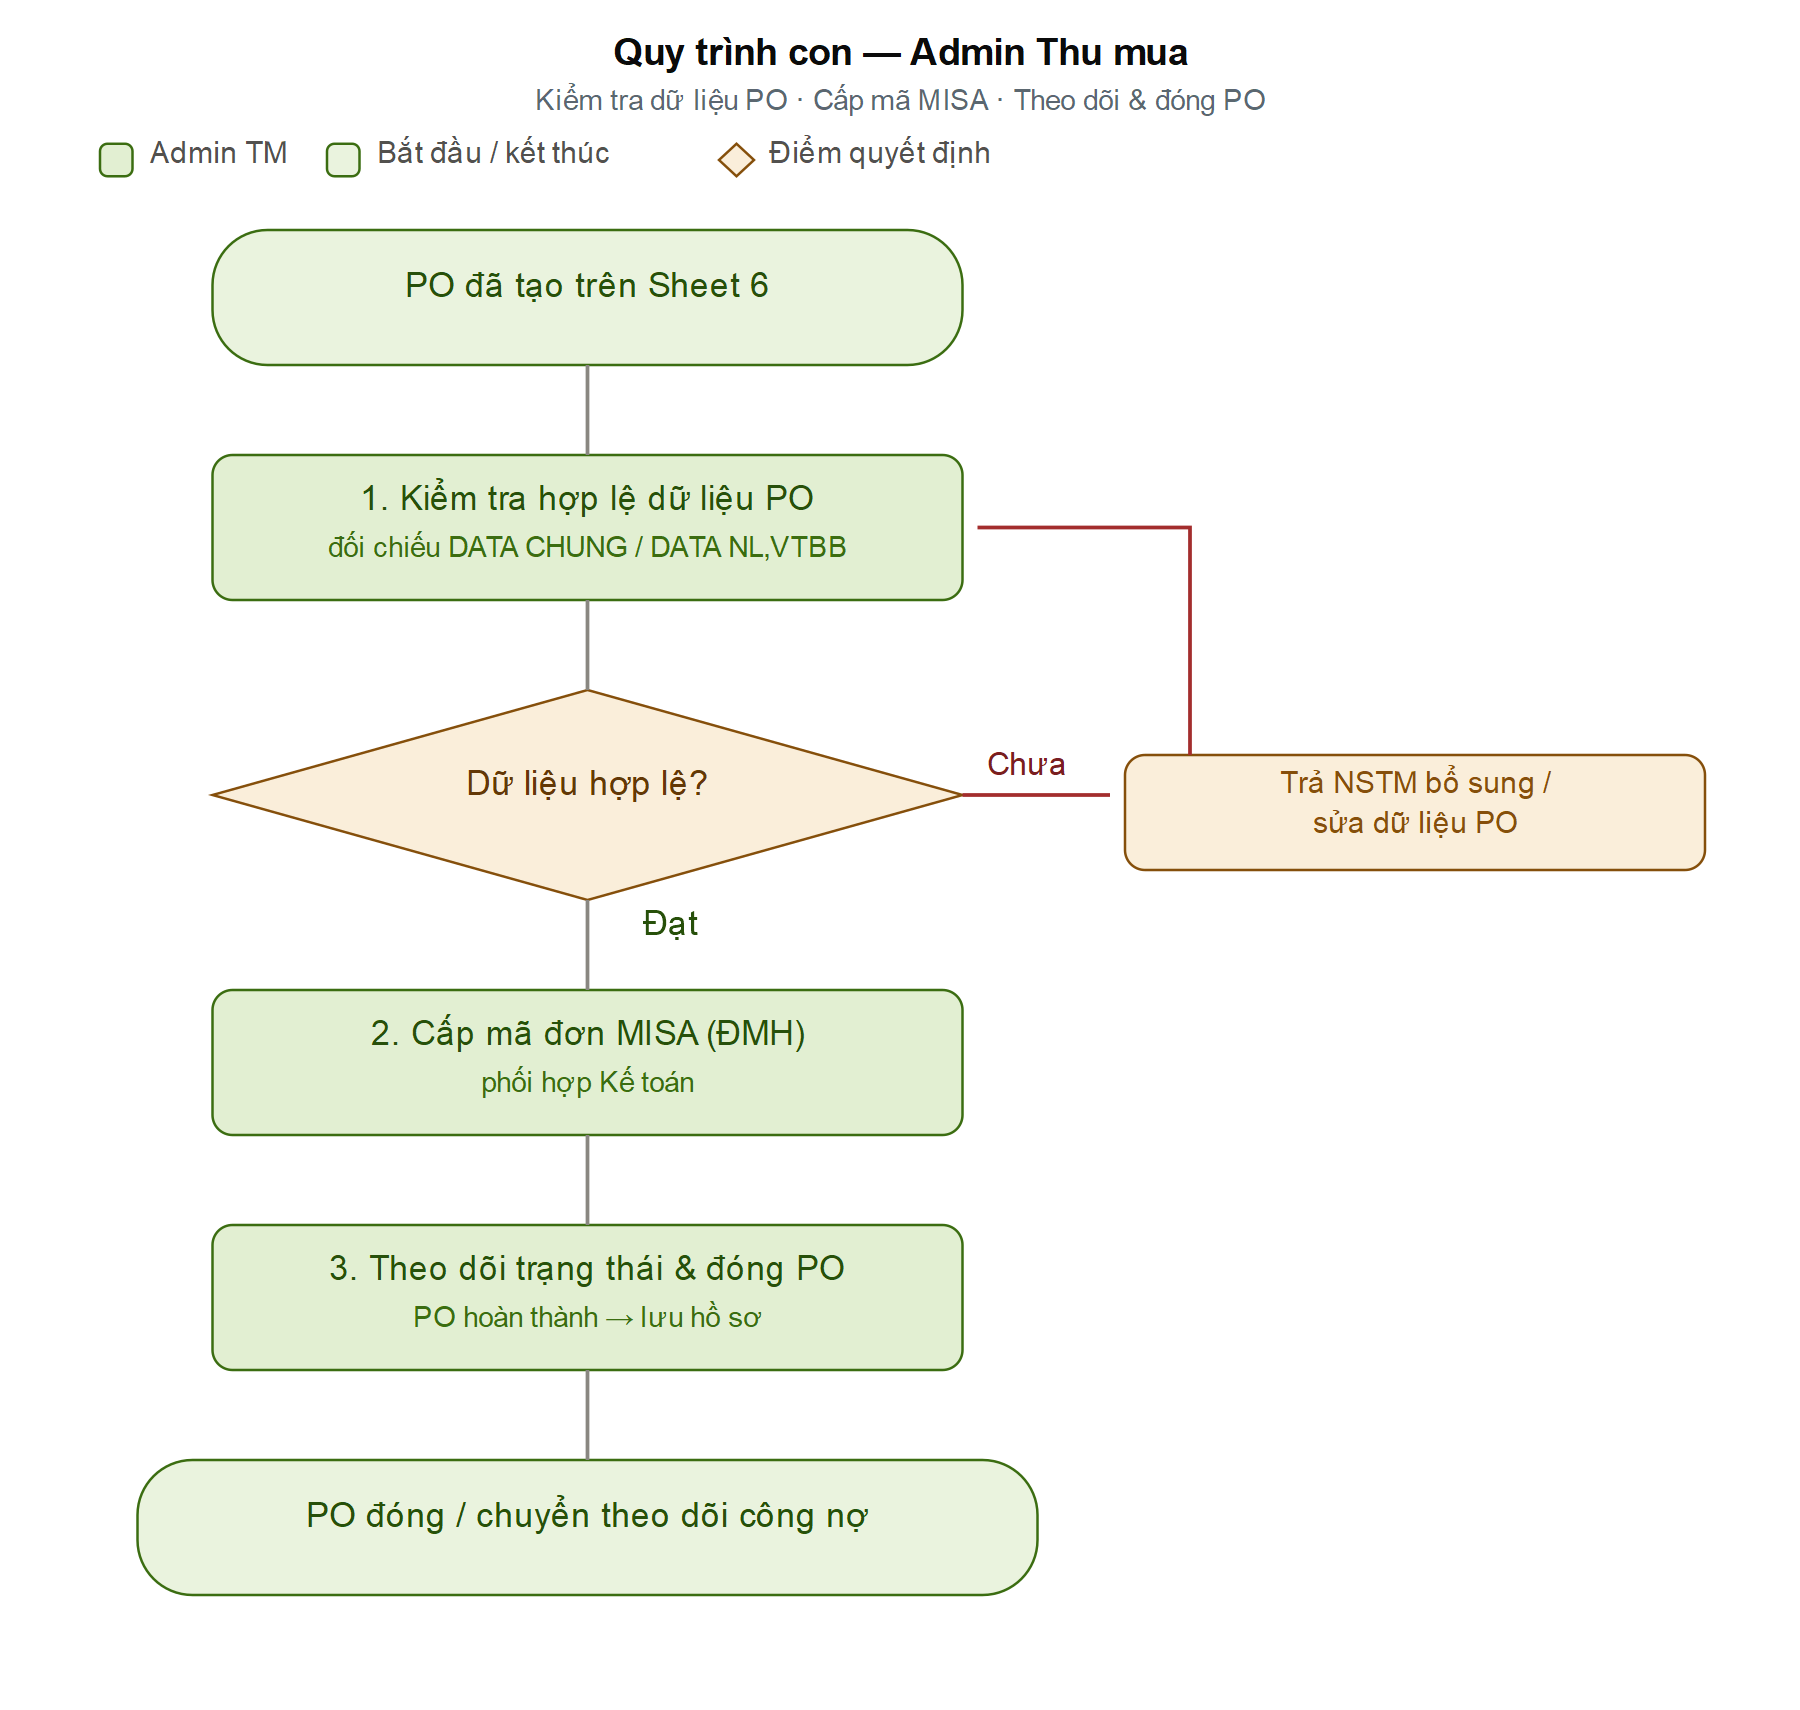 Quy trình con — Admin Thu mua
Kiểm tra dữ liệu PO · Cấp mã MISA · Theo dõi & đóng PO
Admin TM
Bắt đầu / kết thúc
Điểm quyết định
PO đã tạo trên Sheet 6
1. Kiểm tra hợp lệ dữ liệu PO
đối chiếu DATA CHUNG / DATA NL,VTBB
Dữ liệu hợp lệ?
Chưa
Trả NSTM bổ sung /
sửa dữ liệu PO
Đạt
2. Cấp mã đơn MISA (ĐMH)
phối hợp Kế toán
3. Theo dõi trạng thái & đóng PO
PO hoàn thành → lưu hồ sơ
PO đóng / chuyển theo dõi công nợ